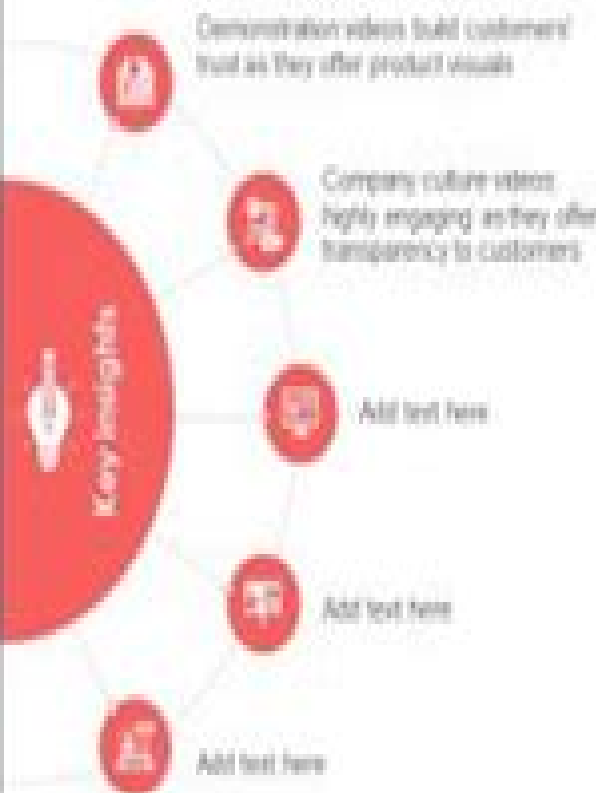 Demonstration videos build customers'
trust as they offer product visuals
Company culture videos
highly engaging as they offer
transparency to customers
Key insights
Add text here
Add text here
Add text here